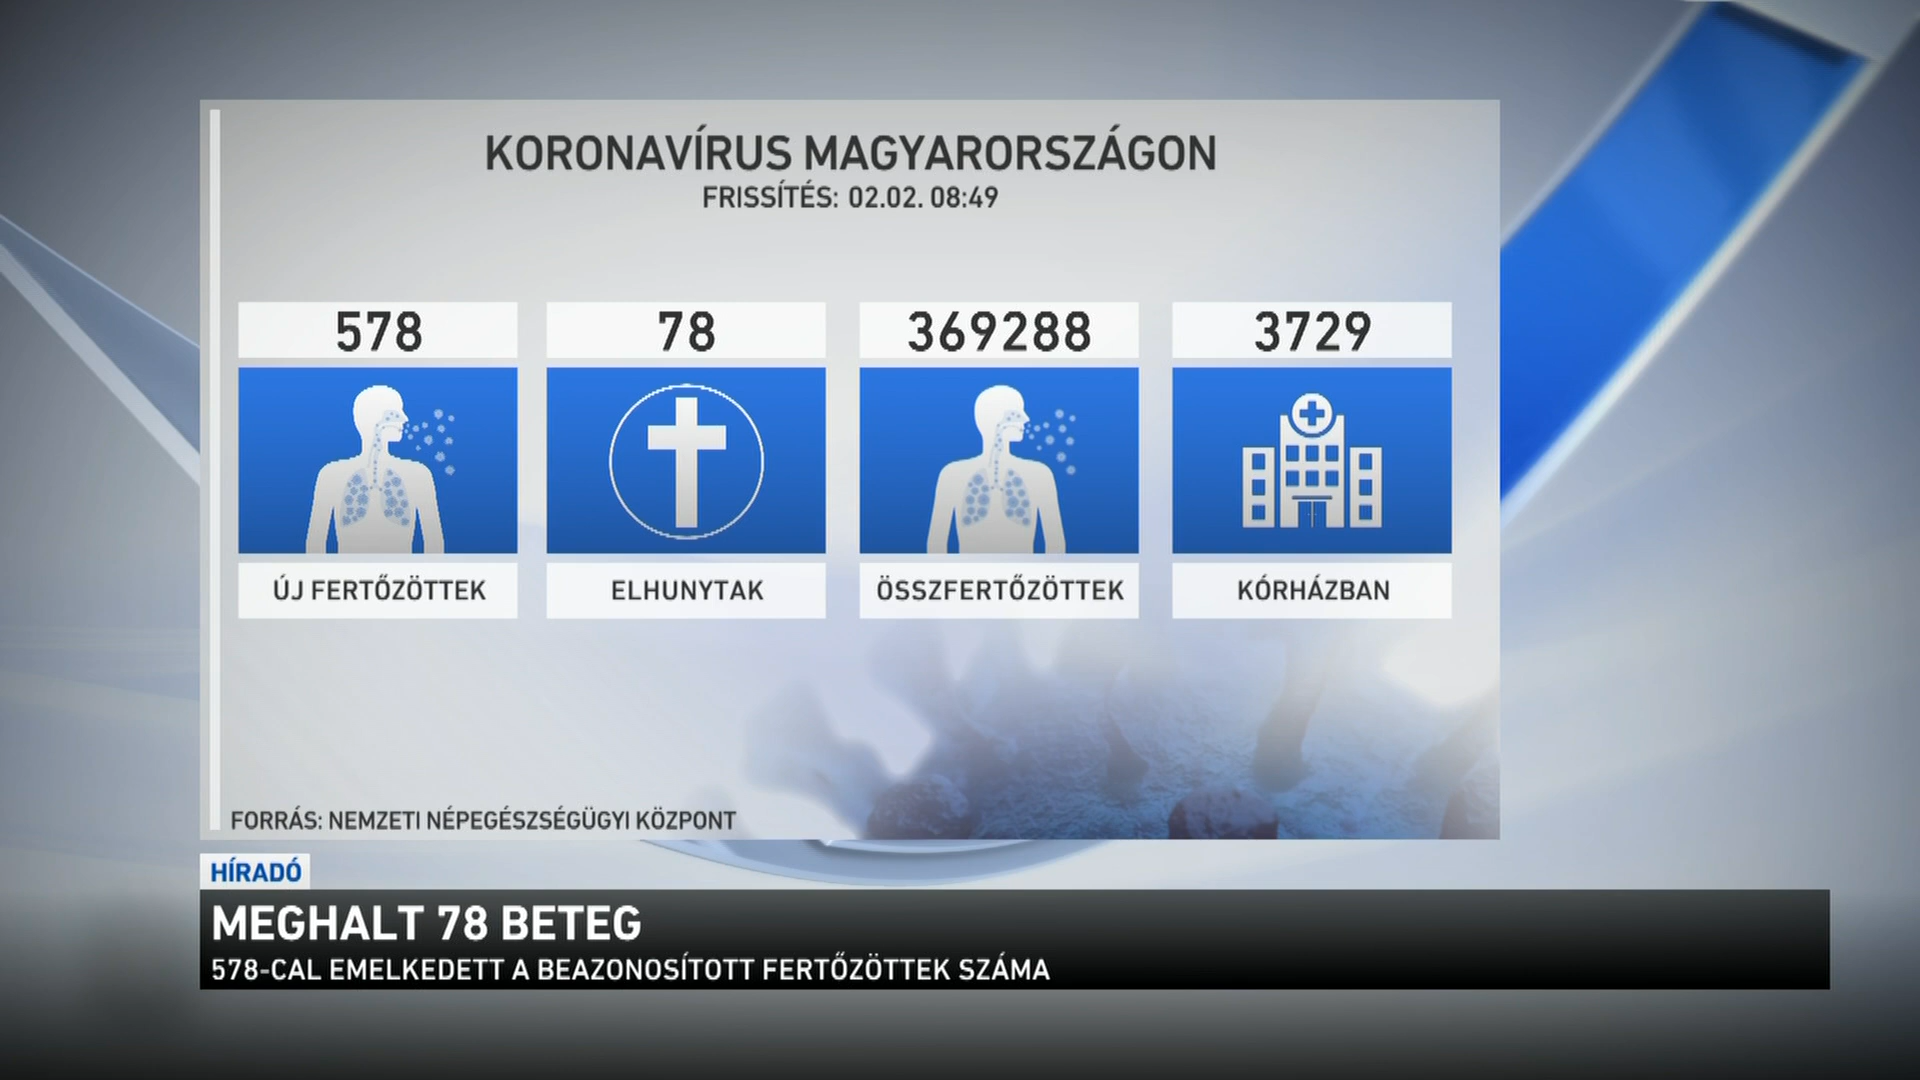 KORONAVÍRUS MAGYARORSZÁGON
FRISSÍTÉS: 02.02. 08:49
578
78
369288
3729
ÚJ FERTŐZÖTTEK
ELHUNYTAK
ÖSSZFERTŐZÖTTEK
KÓRHÁZBAN
FORRÁS: NEMZETI NÉPEGÉSZSÉGÜGYI KÖZPONT
HÍRADÓ
MEGHALT 78 BETEG
578-CAL EMELKEDETT A BEAZONOSÍTOTT FERTŐZÖTTEK SZÁMA